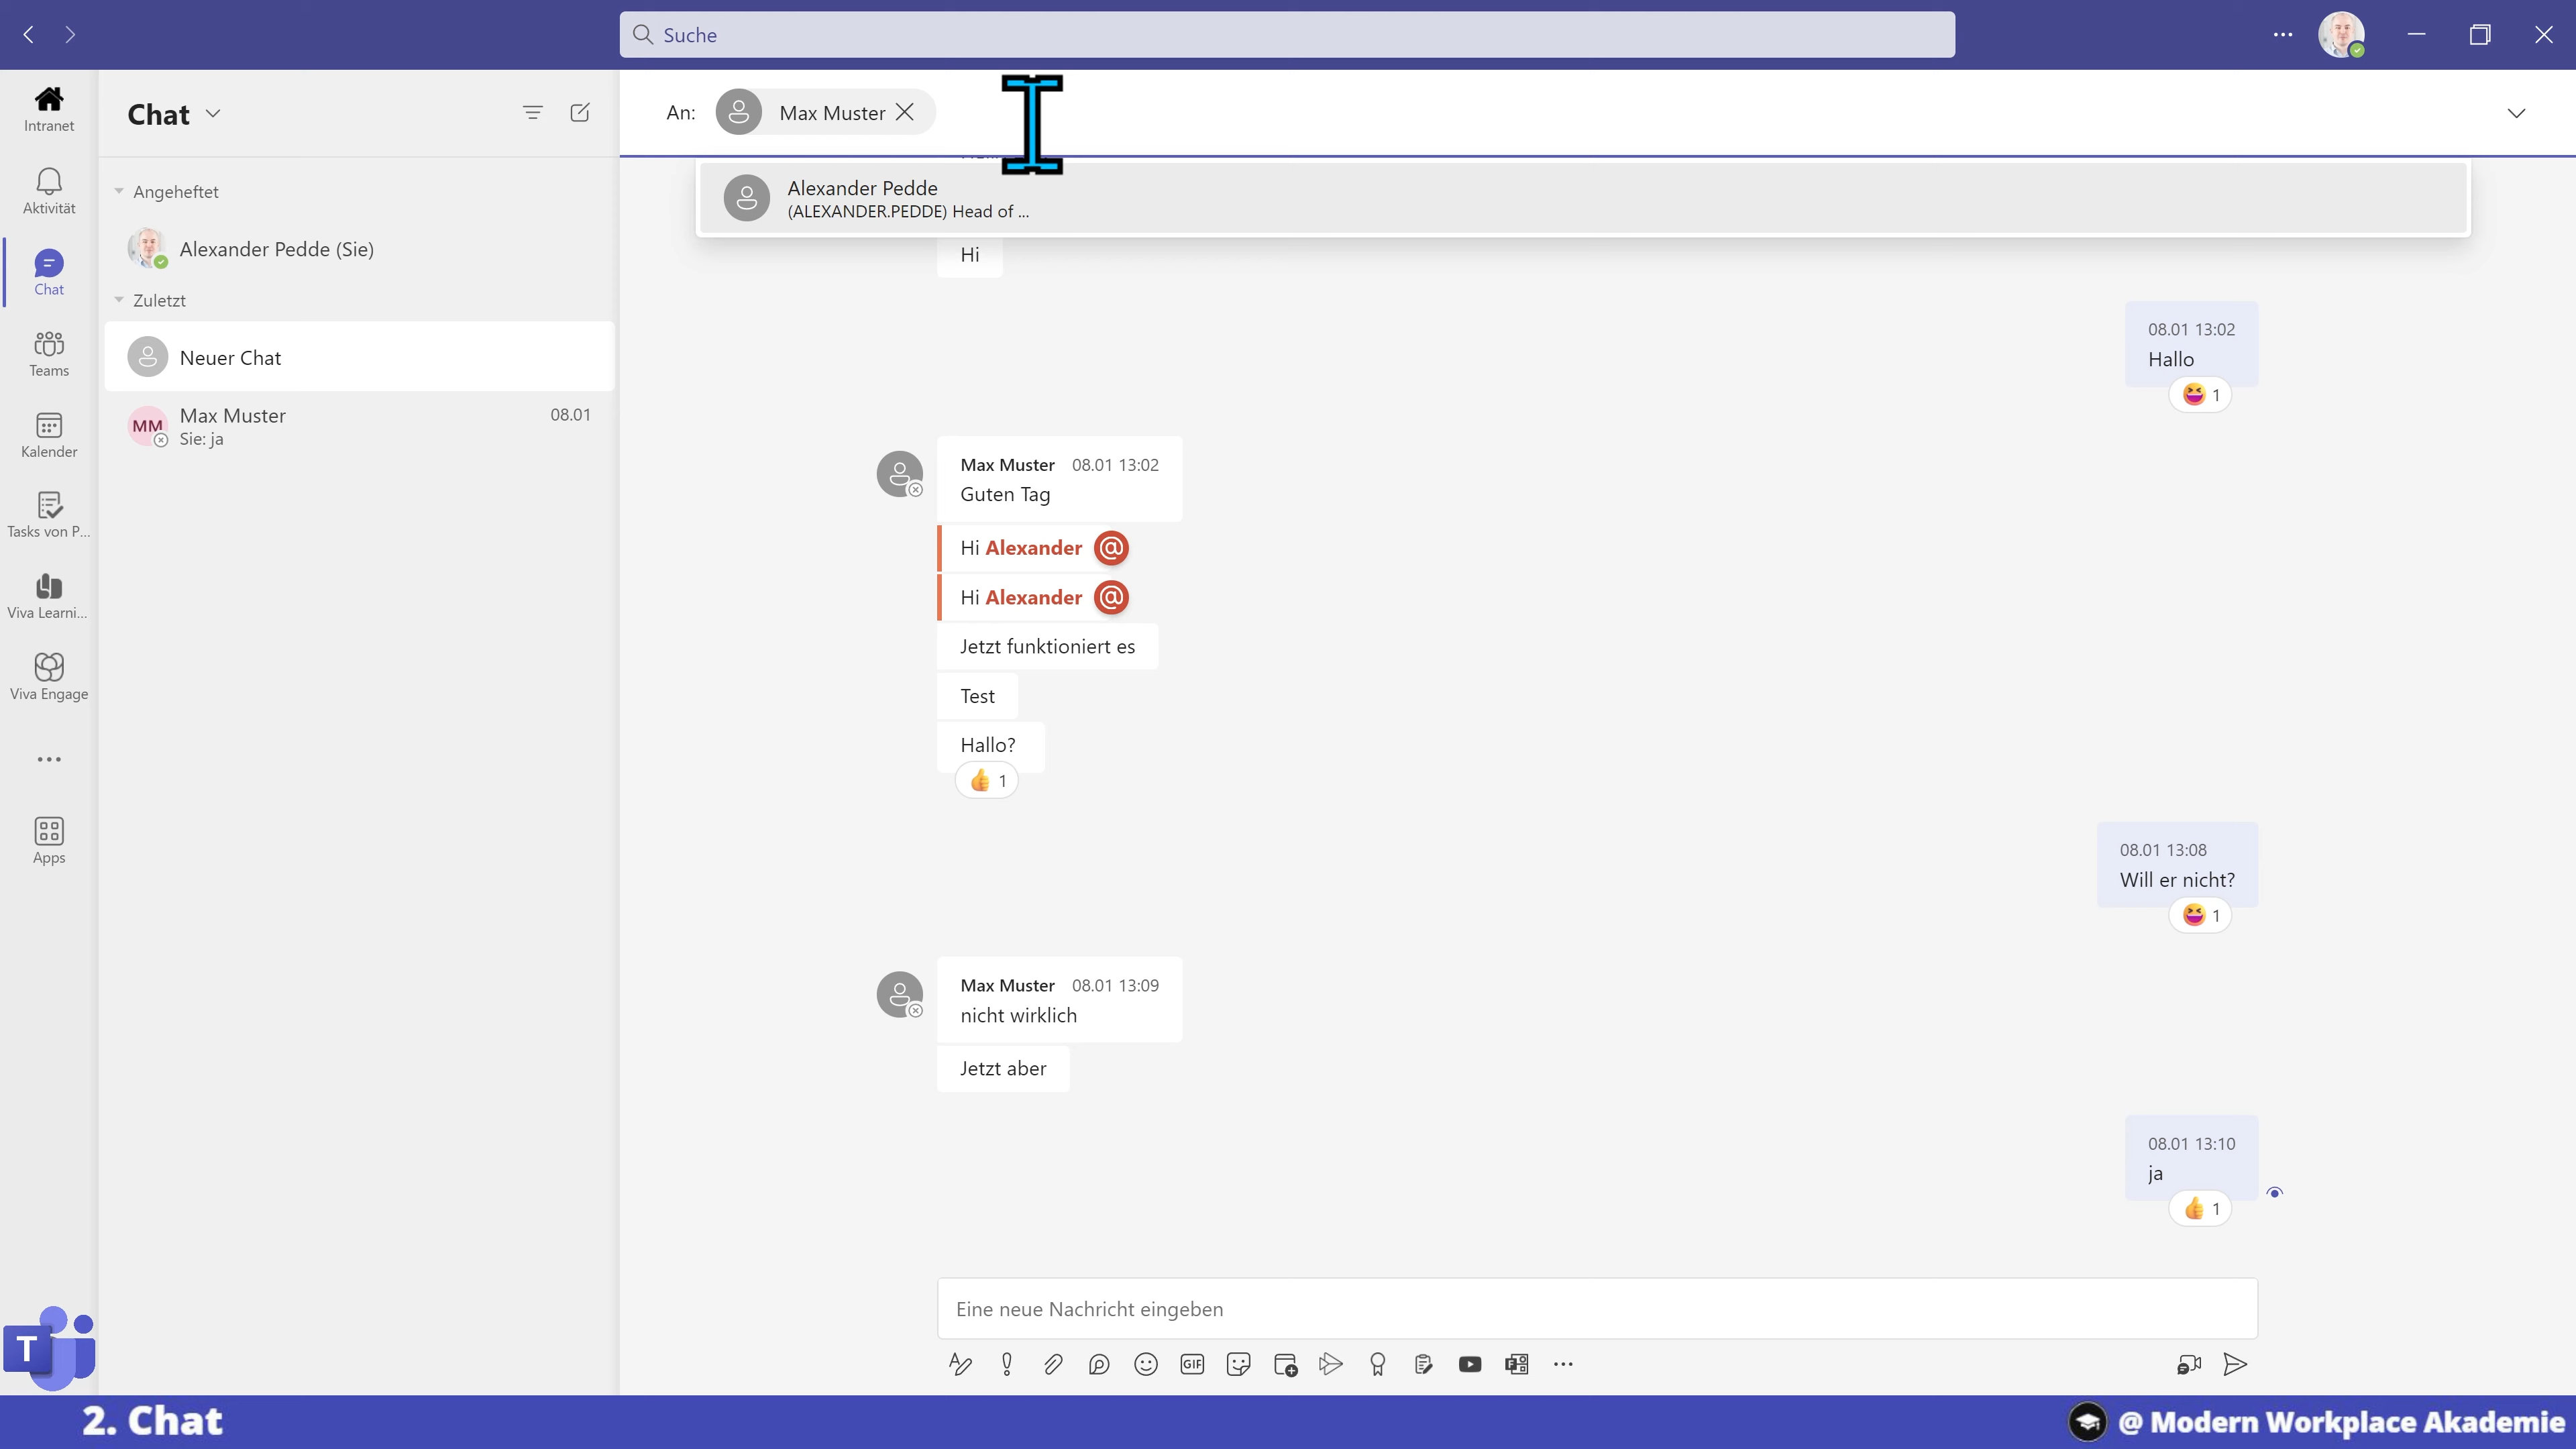 Suche
Intranet
Aktivität
Chat
Teams
Kalender
Tasks von P...
Viva Learni...
Viva Engage
Apps
Chat
Angeheftet
Alexander Pedde (Sie)
Zuletzt
Neuer Chat
MM
Max Muster 08.01
Sie: ja
An: Max Muster
Alexander Pedde
(ALEXANDER.PEDDE) Head of ...
Hi
08.01 13:02
Hallo
1
Max Muster 08.01 13:02
Guten Tag
Hi Alexander @
Hi Alexander @
Jetzt funktioniert es
Test
Hallo?
1
08.01 13:08
Will er nicht?
1
Max Muster 08.01 13:09
nicht wirklich
Jetzt aber
08.01 13:10
ja
1
Eine neue Nachricht eingeben
GIF
T
2. Chat
@ Modern Workplace Akademie